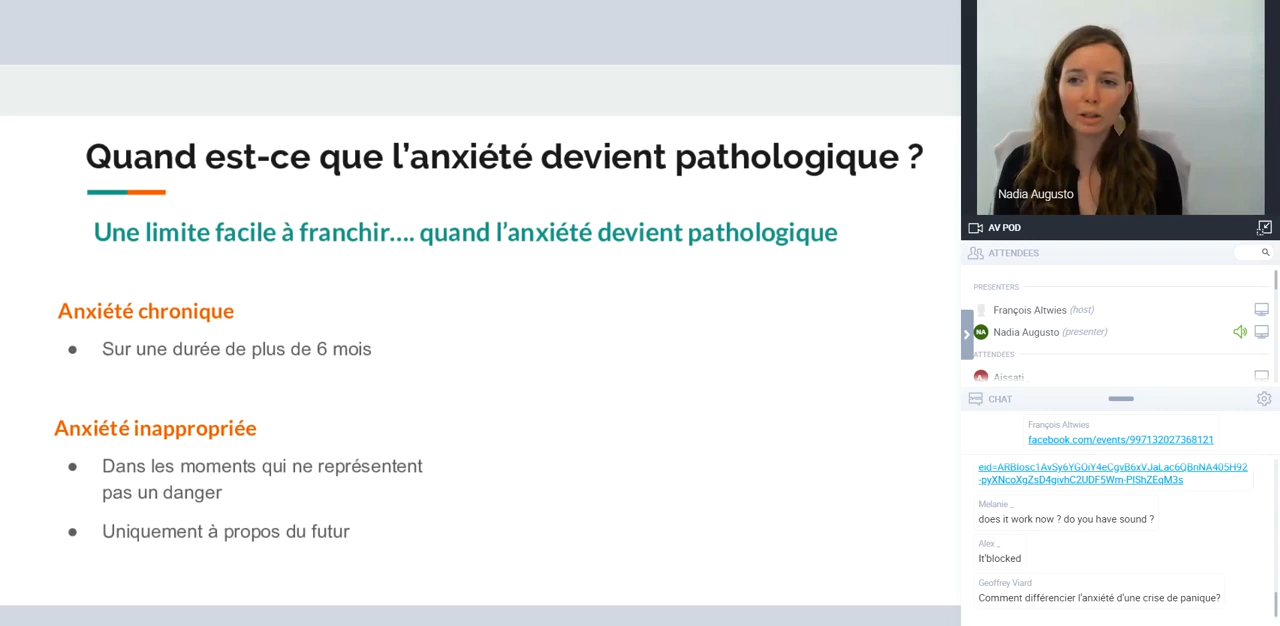 Quand est-ce que l'anxiété devient pathologique ?
Une limite facile à franchir.... quand l'anxiété devient pathologique
Anxiété chronique
● Sur une durée de plus de 6 mois
Anxiété inappropriée
● Dans les moments qui ne représentent
pas un danger
● Uniquement à propos du futur
Nadia Augusto
AV POD
ATTENDEES
PRESENTERS
François Altwies (host)
NA Nadia Augusto (presenter)
ATTENDEES
Aissati
CHAT
François Altwies
facebook.com/events/997132027368121
eid=ARBIosc1AvSy6YGOiY4eCgvB6xVJaLac6QBnNA405H92
-pyXNcoXgZsD4givhC2UDF5Wm-PIShZEqM3s
Melanie _
does it work now ? do you have sound ?
Alex _
It'blocked
Geoffrey Viard
Comment différencier l'anxiété d'une crise de panique?